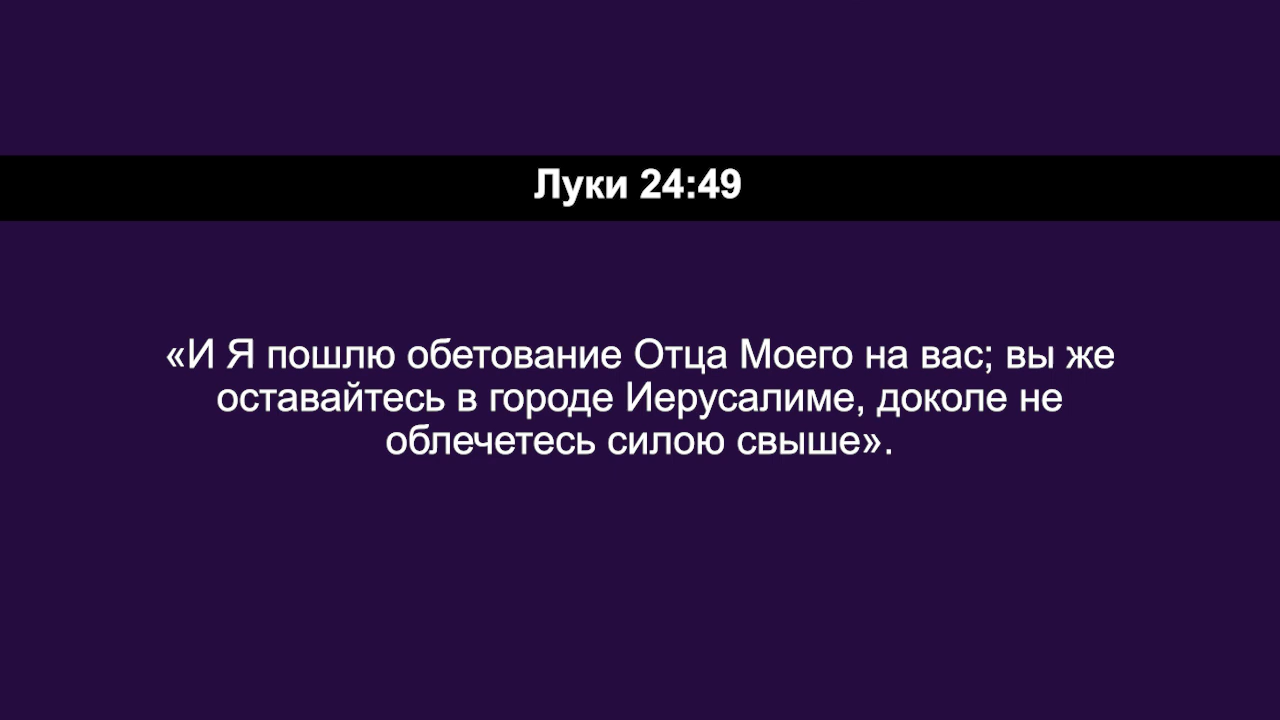 Луки 24:49
«И Я пошлю обетование Отца Моего на вас; вы же
оставайтесь в городе Иерусалиме, доколе не
облечетесь силою свыше».